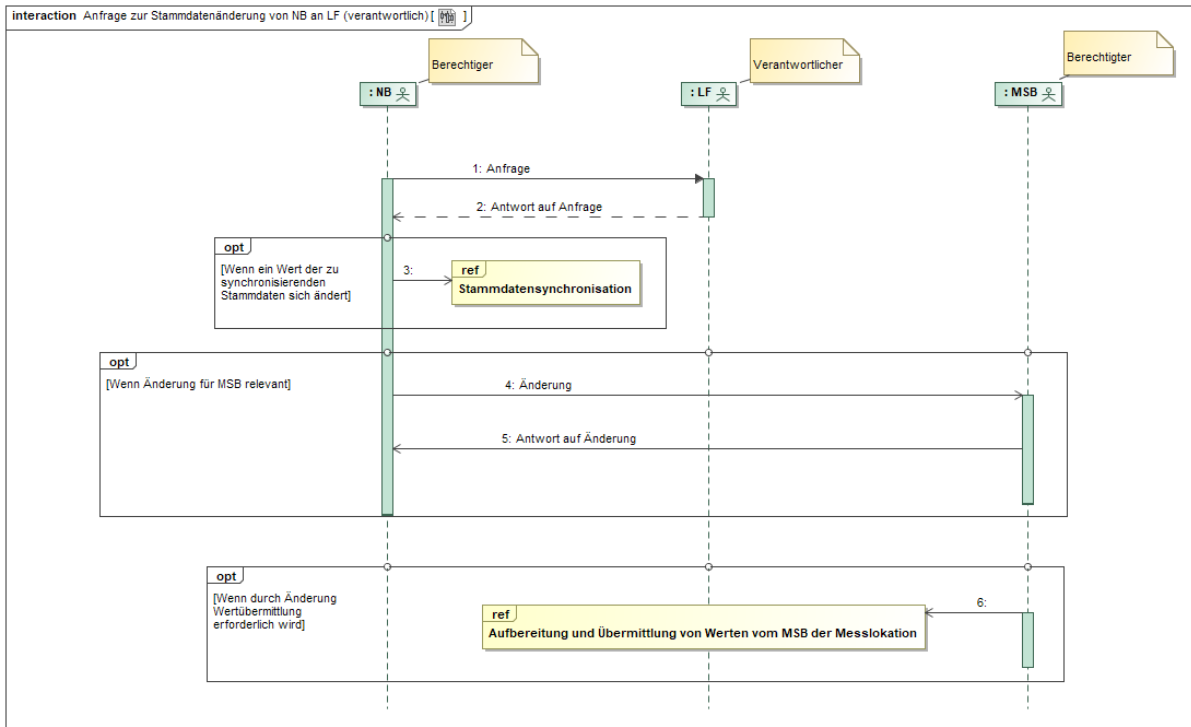 interaction Anfrage zur Stammdatenänderung von NB an LF (verantwortlich) [ ]
Berechtiger
Verantwortlicher
Berechtigter
: NB
: LF
: MSB
1: Anfrage
2: Antwort auf Anfrage
opt
[Wenn ein Wert der zu
synchronisierenden
Stammdaten sich ändert]
3:
ref
Stammdatensynchronisation
opt
[Wenn Änderung für MSB relevant]
4: Änderung
5: Antwort auf Änderung
opt
[Wenn durch Änderung
Wertübermittlung
erforderlich wird]
6:
ref
Aufbereitung und Übermittlung von Werten vom MSB der Messlokation